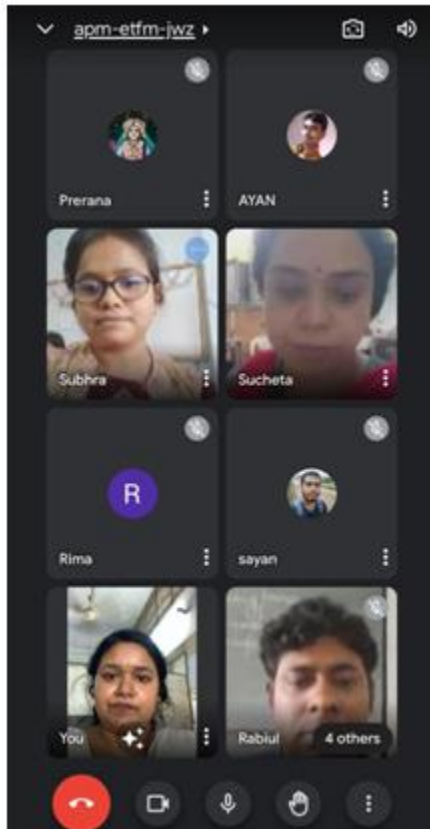 apm-etfm-jwz
Prerana
AYAN
Subhra
Sucheta
R
Rima
sayan
You
Rabiul
4 others